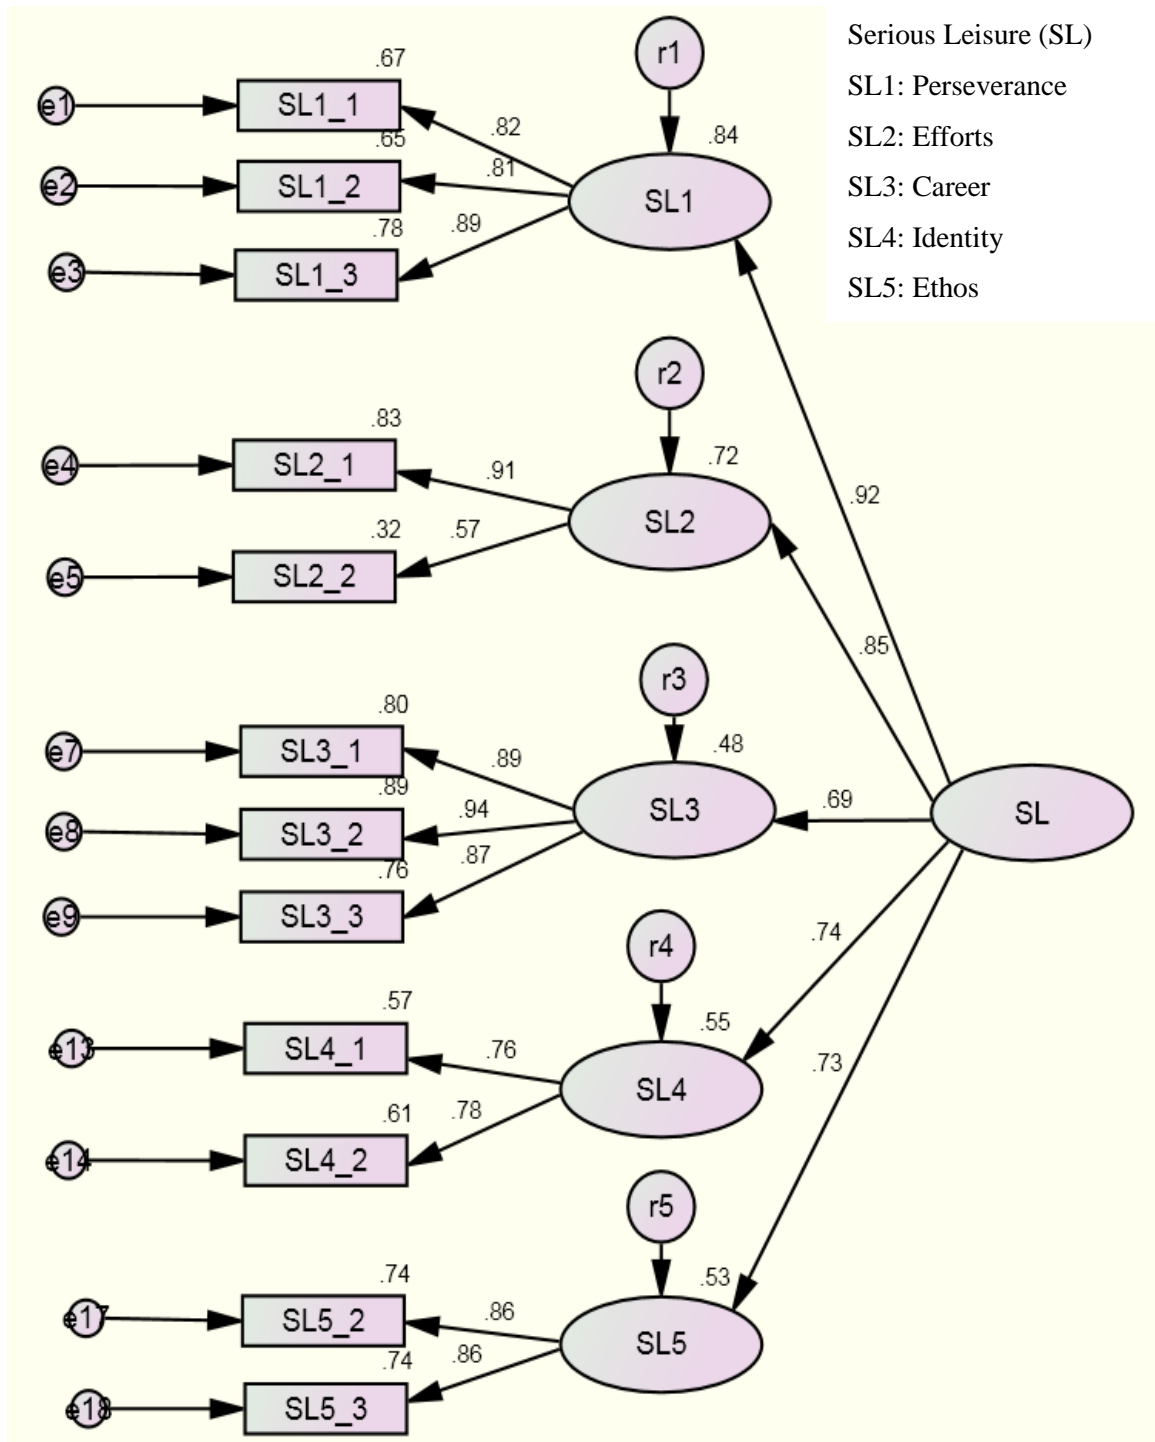 Serious Leisure (SL)
SL1: Perseverance
SL2: Efforts
SL3: Career
SL4: Identity
SL5: Ethos
r1
.67
e1
SL1_1
.82
.84
.65
e2
SL1_2
.81
SL1
.78
.89
e3
SL1_3
r2
.83
.72
e4
SL2_1
.91
.92
SL2
.32
.57
e5
SL2_2
.85
r3
.80
.48
e7
SL3_1
.89
.89
.94
.69
SL3
SL
e8
SL3_2
.87
.76
e9
SL3_3
r4
.74
.57
.55
e13
SL4_1
.76
.73
SL4
.61
.78
e14
SL4_2
r5
.74
.53
e17
SL5_2
.86
SL5
.74
.86
e18
SL5_3